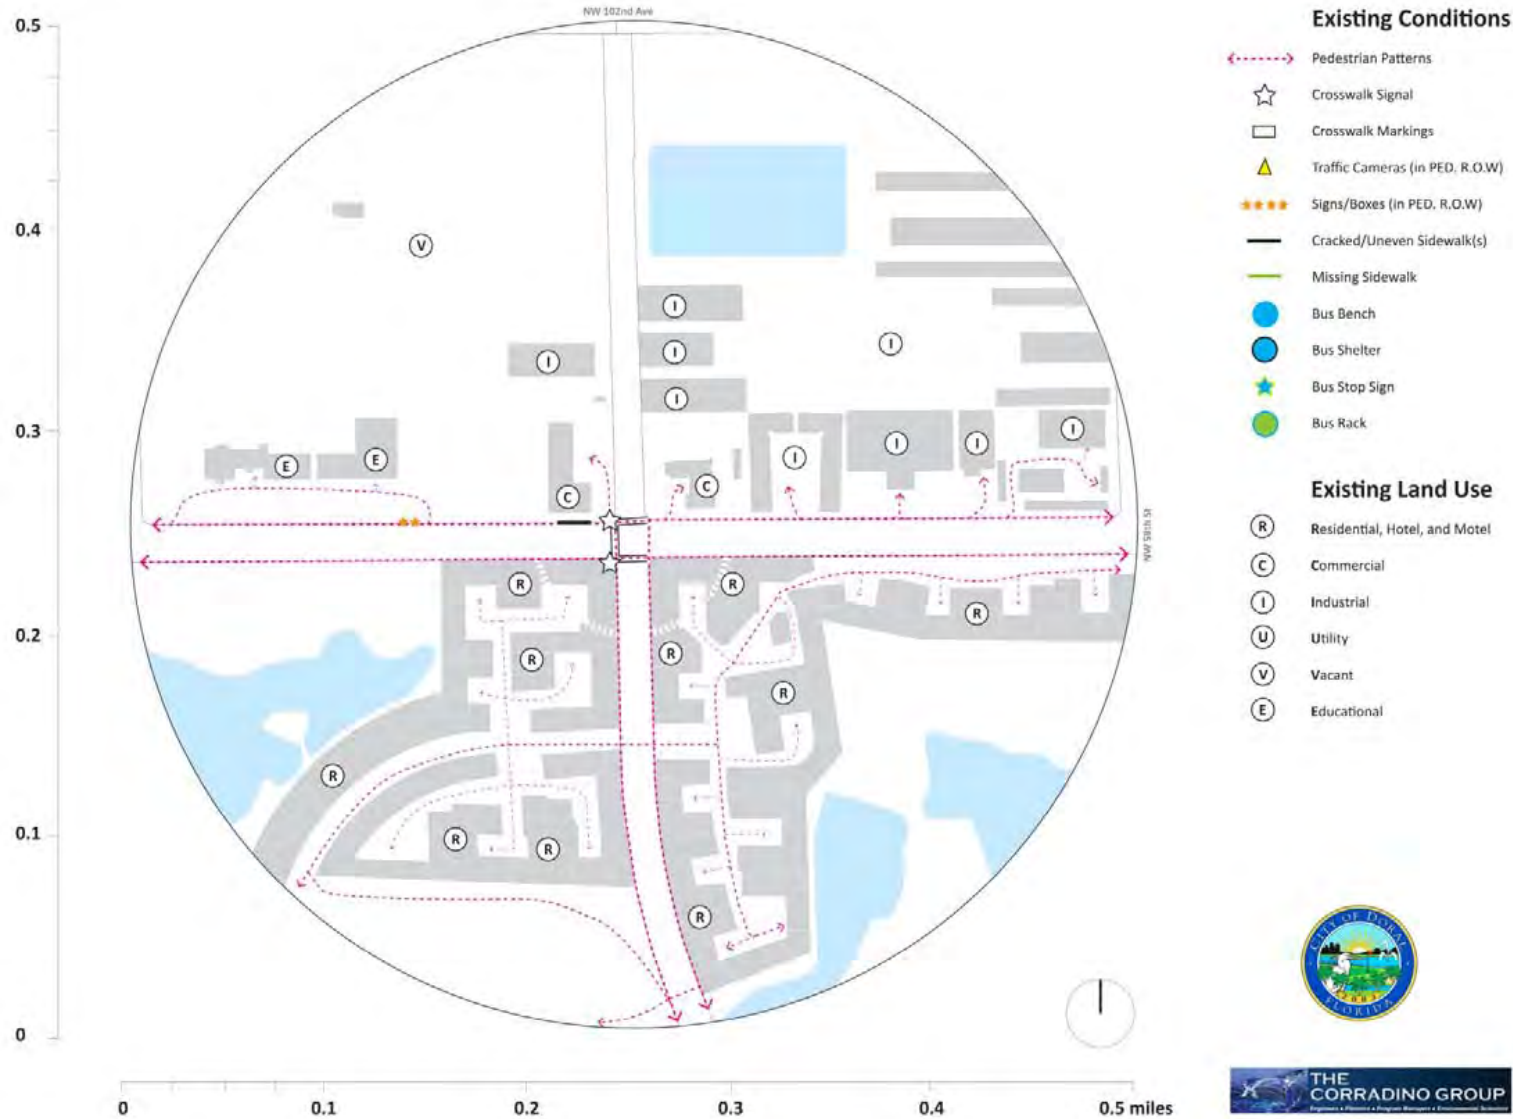 NW 102nd Ave
0.5
0.4
0.3
0.2
0.1
0
V
I
I
I
I
I
I
I
I
I
E
E
C
C
NW 58th St
R
R
R
R
R
R
R
R
R
R
0
0.1
0.2
0.3
0.4
0.5 miles
Existing Conditions
Pedestrian Patterns
Crosswalk Signal
Crosswalk Markings
Traffic Cameras (in PED. R.O.W)
Signs/Boxes (in PED. R.O.W)
Cracked/Uneven Sidewalk(s)
Missing Sidewalk
Bus Bench
Bus Shelter
Bus Stop Sign
Bus Rack
Existing Land Use
R Residential, Hotel, and Motel
C Commercial
I Industrial
U Utility
V Vacant
E Educational
CITY OF DORAL
2003
FLORIDA
THE
CORRADINO GROUP